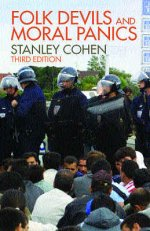 FOLK DEVILS AND
MORAL PANICS
STANLEY COHEN
THIRD EDITION